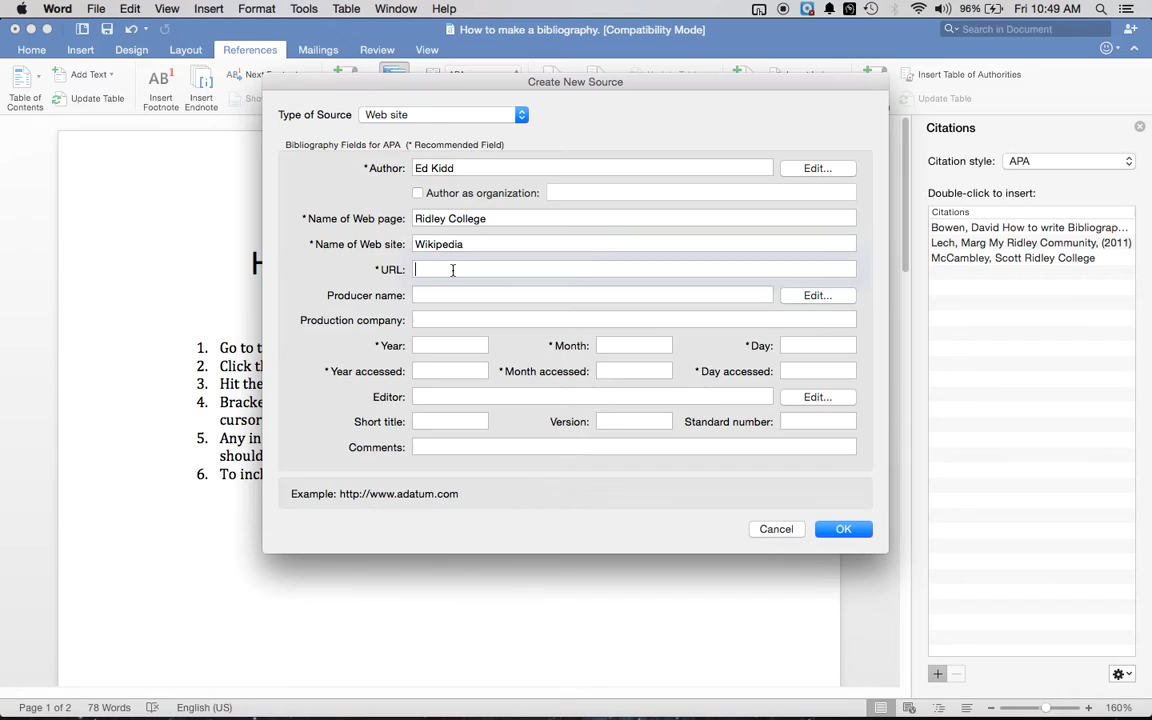 Word File Edit View Insert Format Tools Table Window Help 96% Fri 10:49 AM
How to make a bibliography. [Compatibility Mode] Search in Document
Home Insert Design Layout References Mailings Review View
Table of Contents
Add Text
Update Table
AB1 Insert Footnote
Insert Endnote
AB1 Next
Insert Table of Authorities
Update Table
Create New Source
Type of Source Web site
Bibliography Fields for APA (* Recommended Field)
* Author: Ed Kidd Edit...
Author as organization:
* Name of Web page: Ridley College
* Name of Web site: Wikipedia
* URL:
Producer name: Edit...
Production company:
* Year: * Month: * Day:
* Year accessed: * Month accessed: * Day accessed:
Editor: Edit...
Short title: Version: Standard number:
Comments:
Example: http://www.adatum.com
Cancel OK
H
1. Go to t
2. Click th
3. Hit the
4. Bracke
cursor
5. Any in
should
6. To incl
Citations
Citation style: APA
Double-click to insert:
Citations
Bowen, David How to write Bibliograp...
Lech, Marg My Ridley Community, (2011)
McCambley, Scott Ridley College
Page 1 of 2 78 Words English (US) 160%